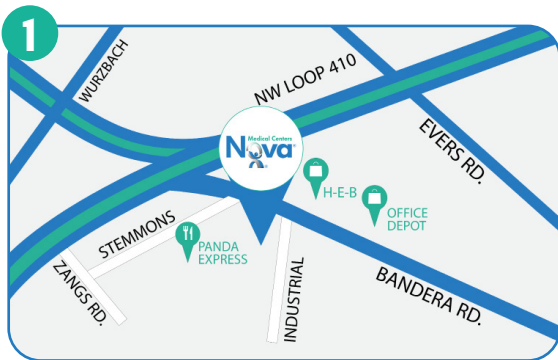 1
WURZBACH
NW LOOP 410
EVERS RD.
Medical Centers
Nova®
H-E-B
OFFICE
DEPOT
STEMMONS
PANDA
EXPRESS
ZANGS RD.
INDUSTRIAL
BANDERA RD.